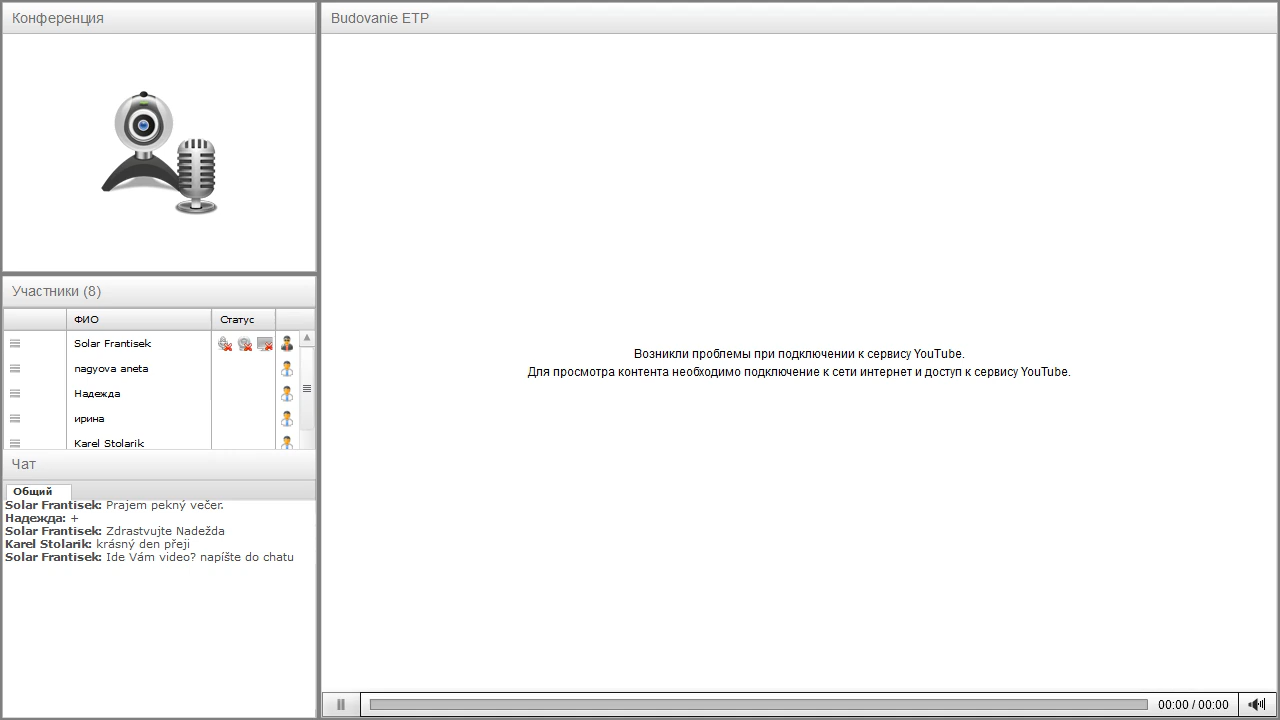 Конференция
Budovanie ETP
Участники (8)
ФИО Статус
Solar Frantisek
nagyova aneta
Надежда
ирина
Karel Stolarik
Чат
Общий
Solar Frantisek: Prajem pekný večer.
Надежда: +
Solar Frantisek: Zdrastvujte Nadežda
Karel Stolarik: krásný den přeji
Solar Frantisek: Ide Vám video? napíšte do chatu
Возникли проблемы при подключении к сервису YouTube.
Для просмотра контента необходимо подключение к сети интернет и доступ к сервису YouTube.
00:00 / 00:00